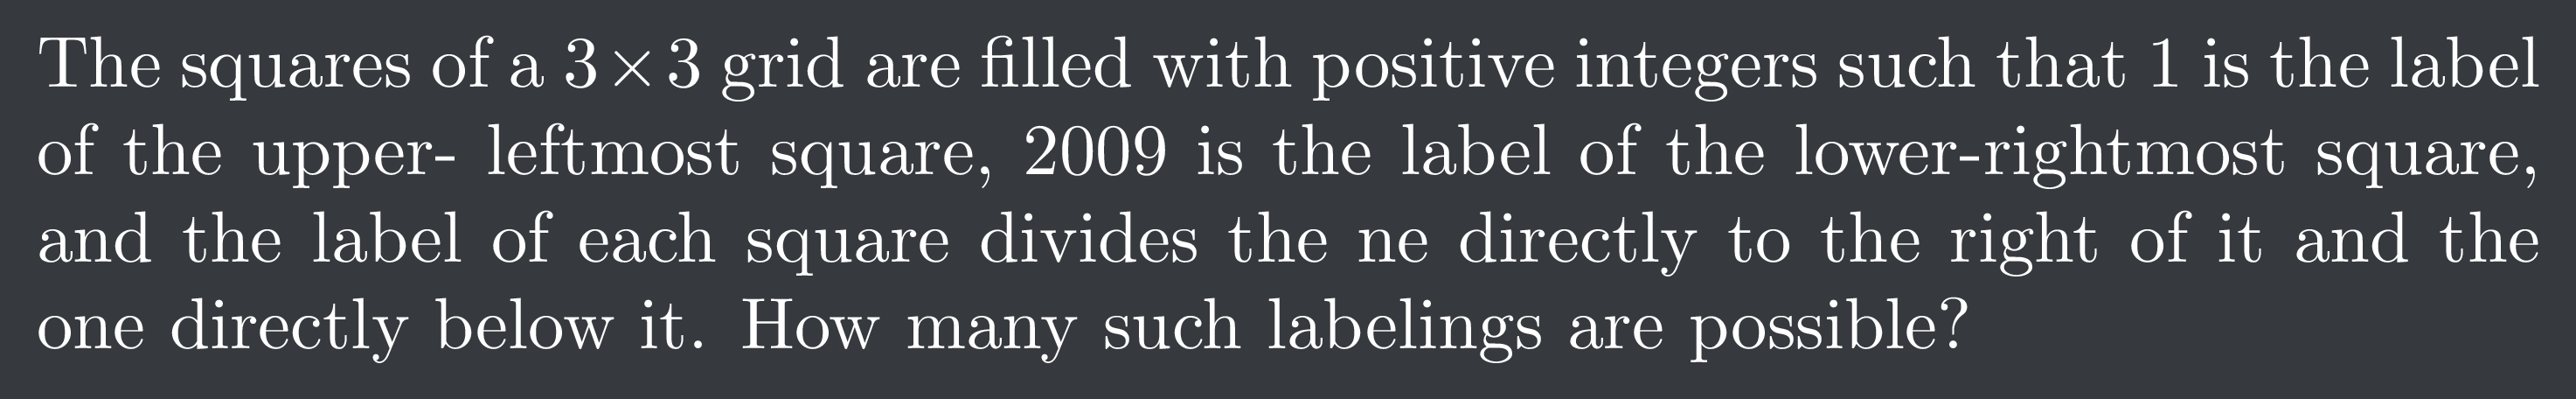 The squares of a 3×3 grid are filled with positive integers such that 1 is the label
of the upper- leftmost square, 2009 is the label of the lower-rightmost square,
and the label of each square divides the ne directly to the right of it and the
one directly below it. How many such labelings are possible?